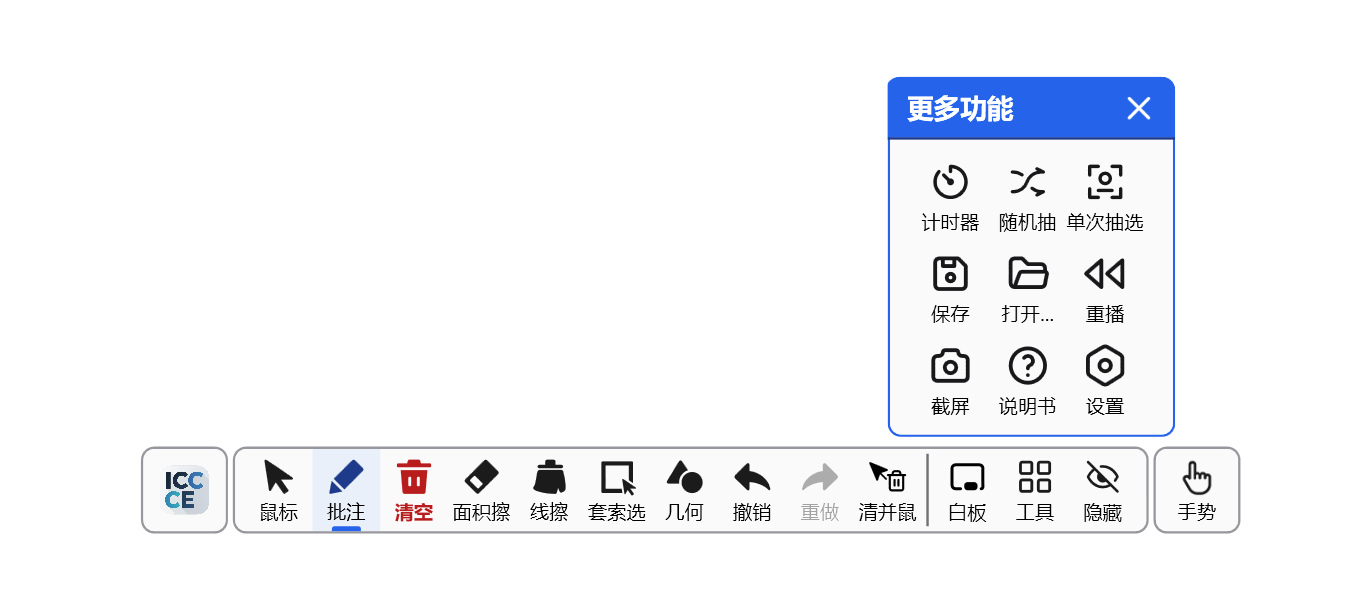 更多功能
计时器 随机抽 单次抽选
保存 打开... 重播
截屏 说明书 设置
ICC
CE
鼠标 批注 清空 面积擦 线擦 套索选 几何 撤销 重做 清并鼠 白板 工具 隐藏 手势